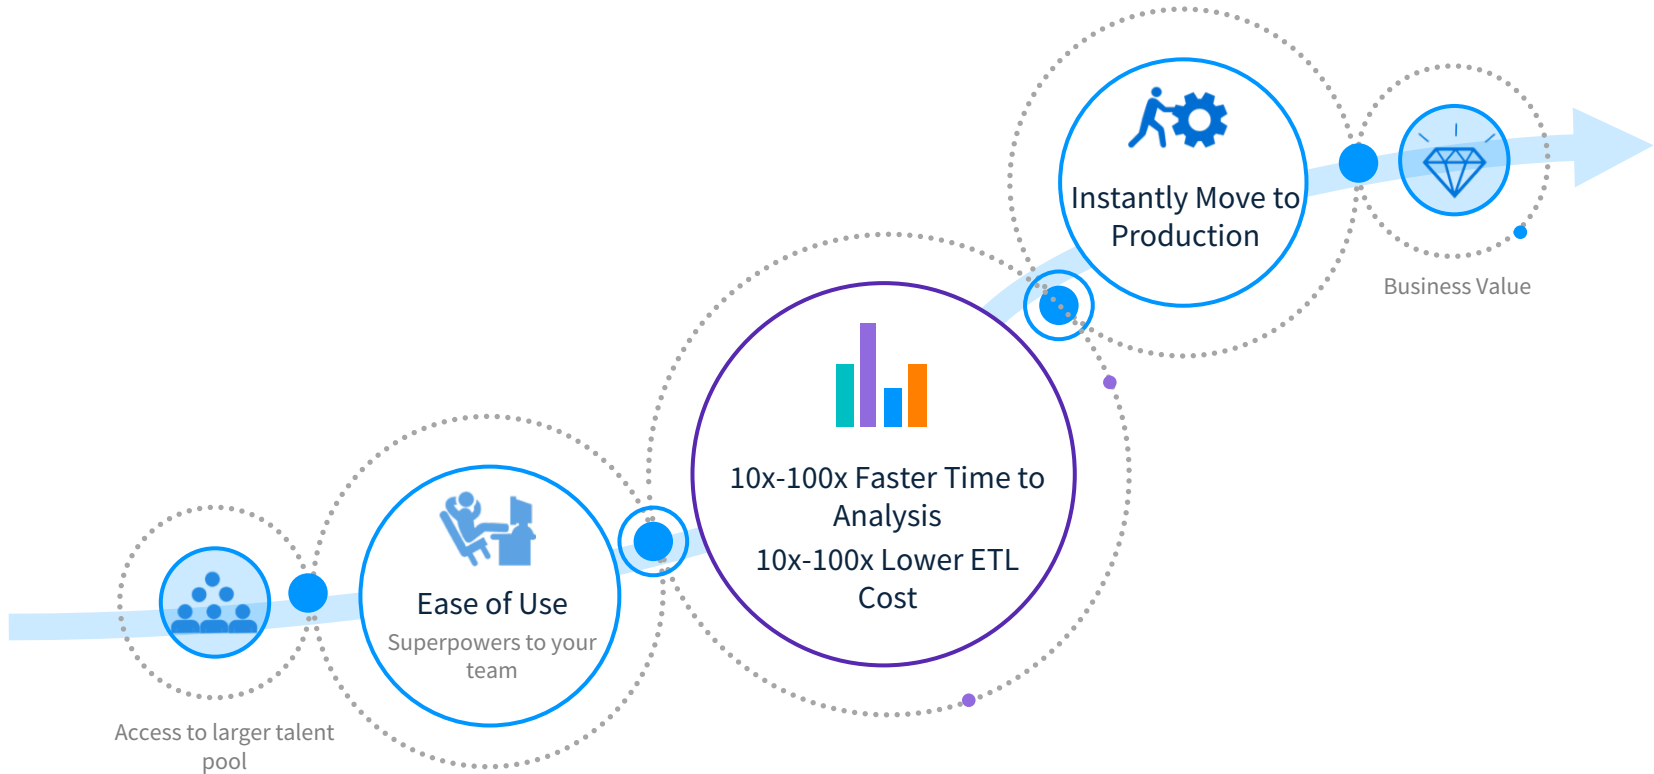 Access to larger talent
pool
Ease of Use
Superpowers to your
team
10x-100x Faster Time to
Analysis
10x-100x Lower ETL
Cost
Instantly Move to
Production
Business Value